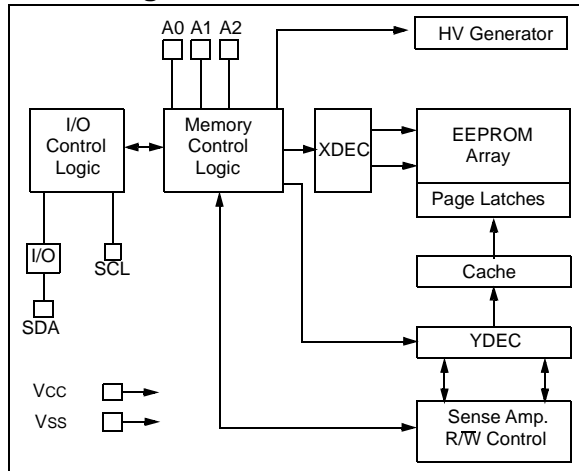 A0 A1 A2
HV Generator
I/O
Control
Logic
Memory
Control
Logic
XDEC
EEPROM
Array
Page Latches
I/O
SCL
SDA
Cache
YDEC
VCC
VSS
Sense Amp.
R/W̅ Control